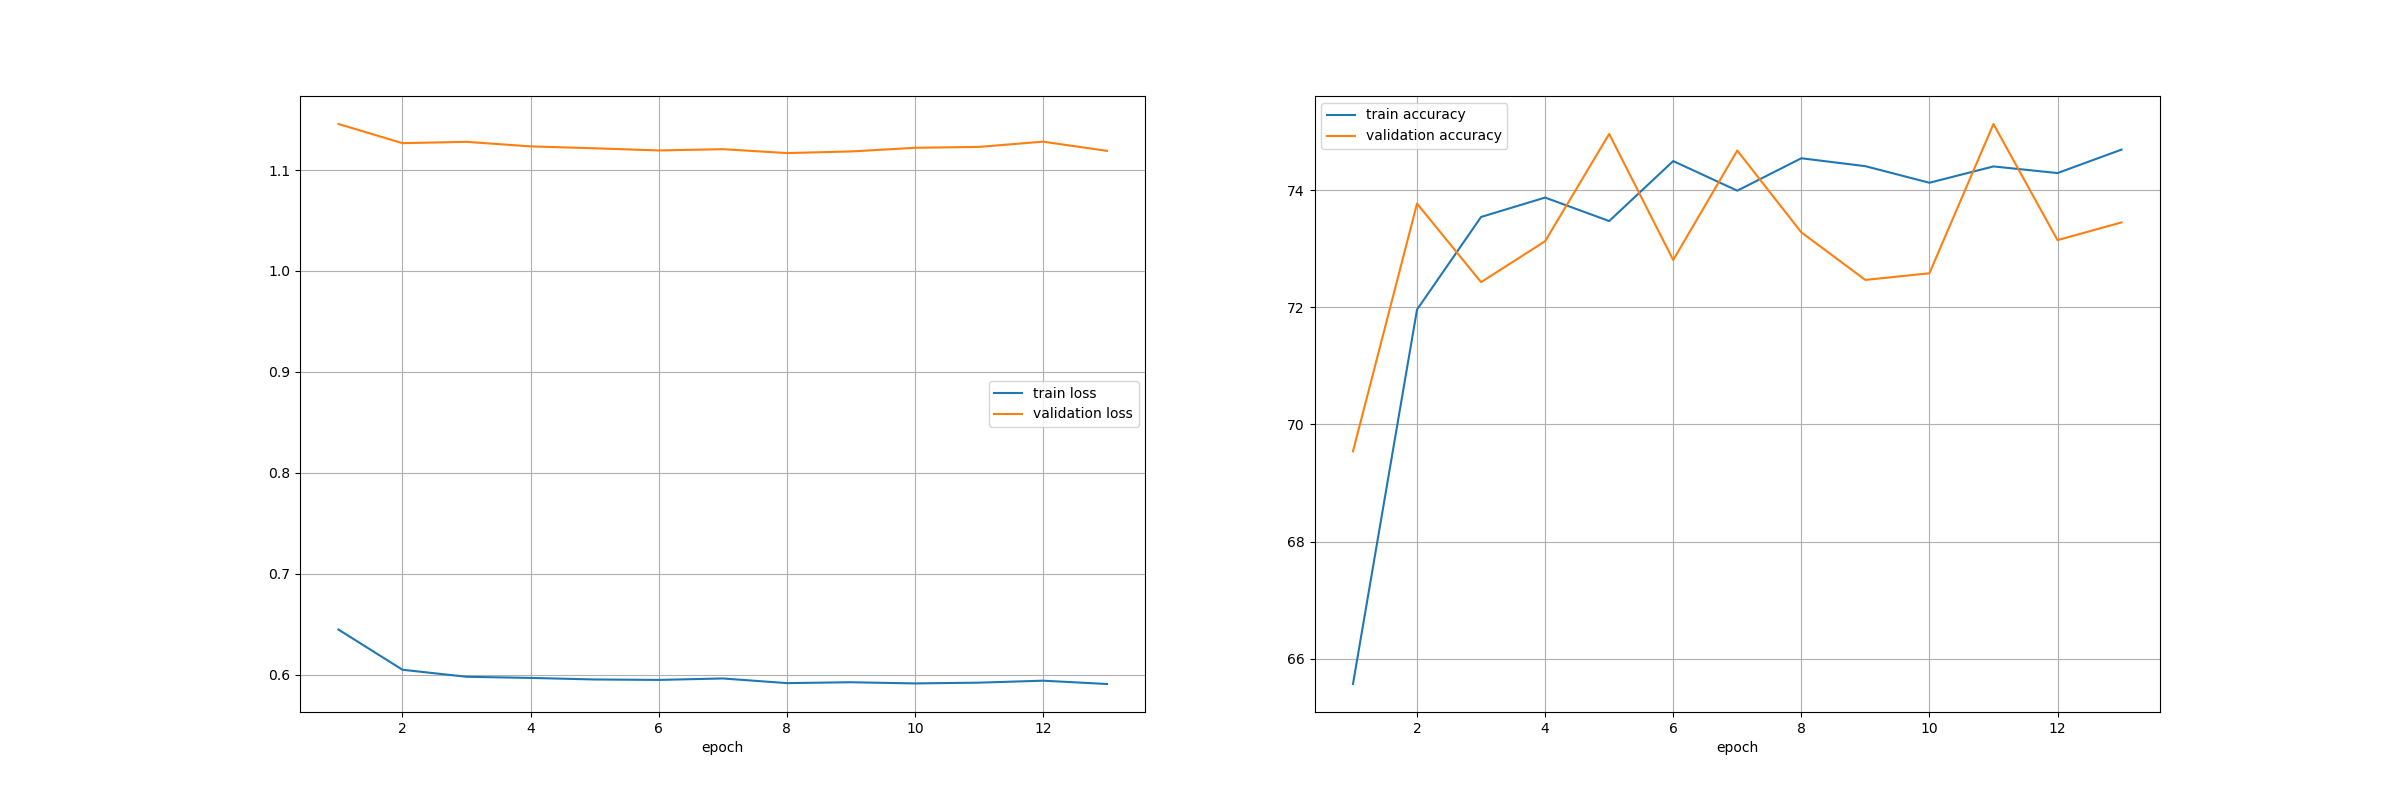 1.1
1.0
0.9
0.8
0.7
0.6
2 4 6 8 10 12
epoch
train loss
validation loss
train accuracy
validation accuracy
74
72
70
68
66
2 4 6 8 10 12
epoch